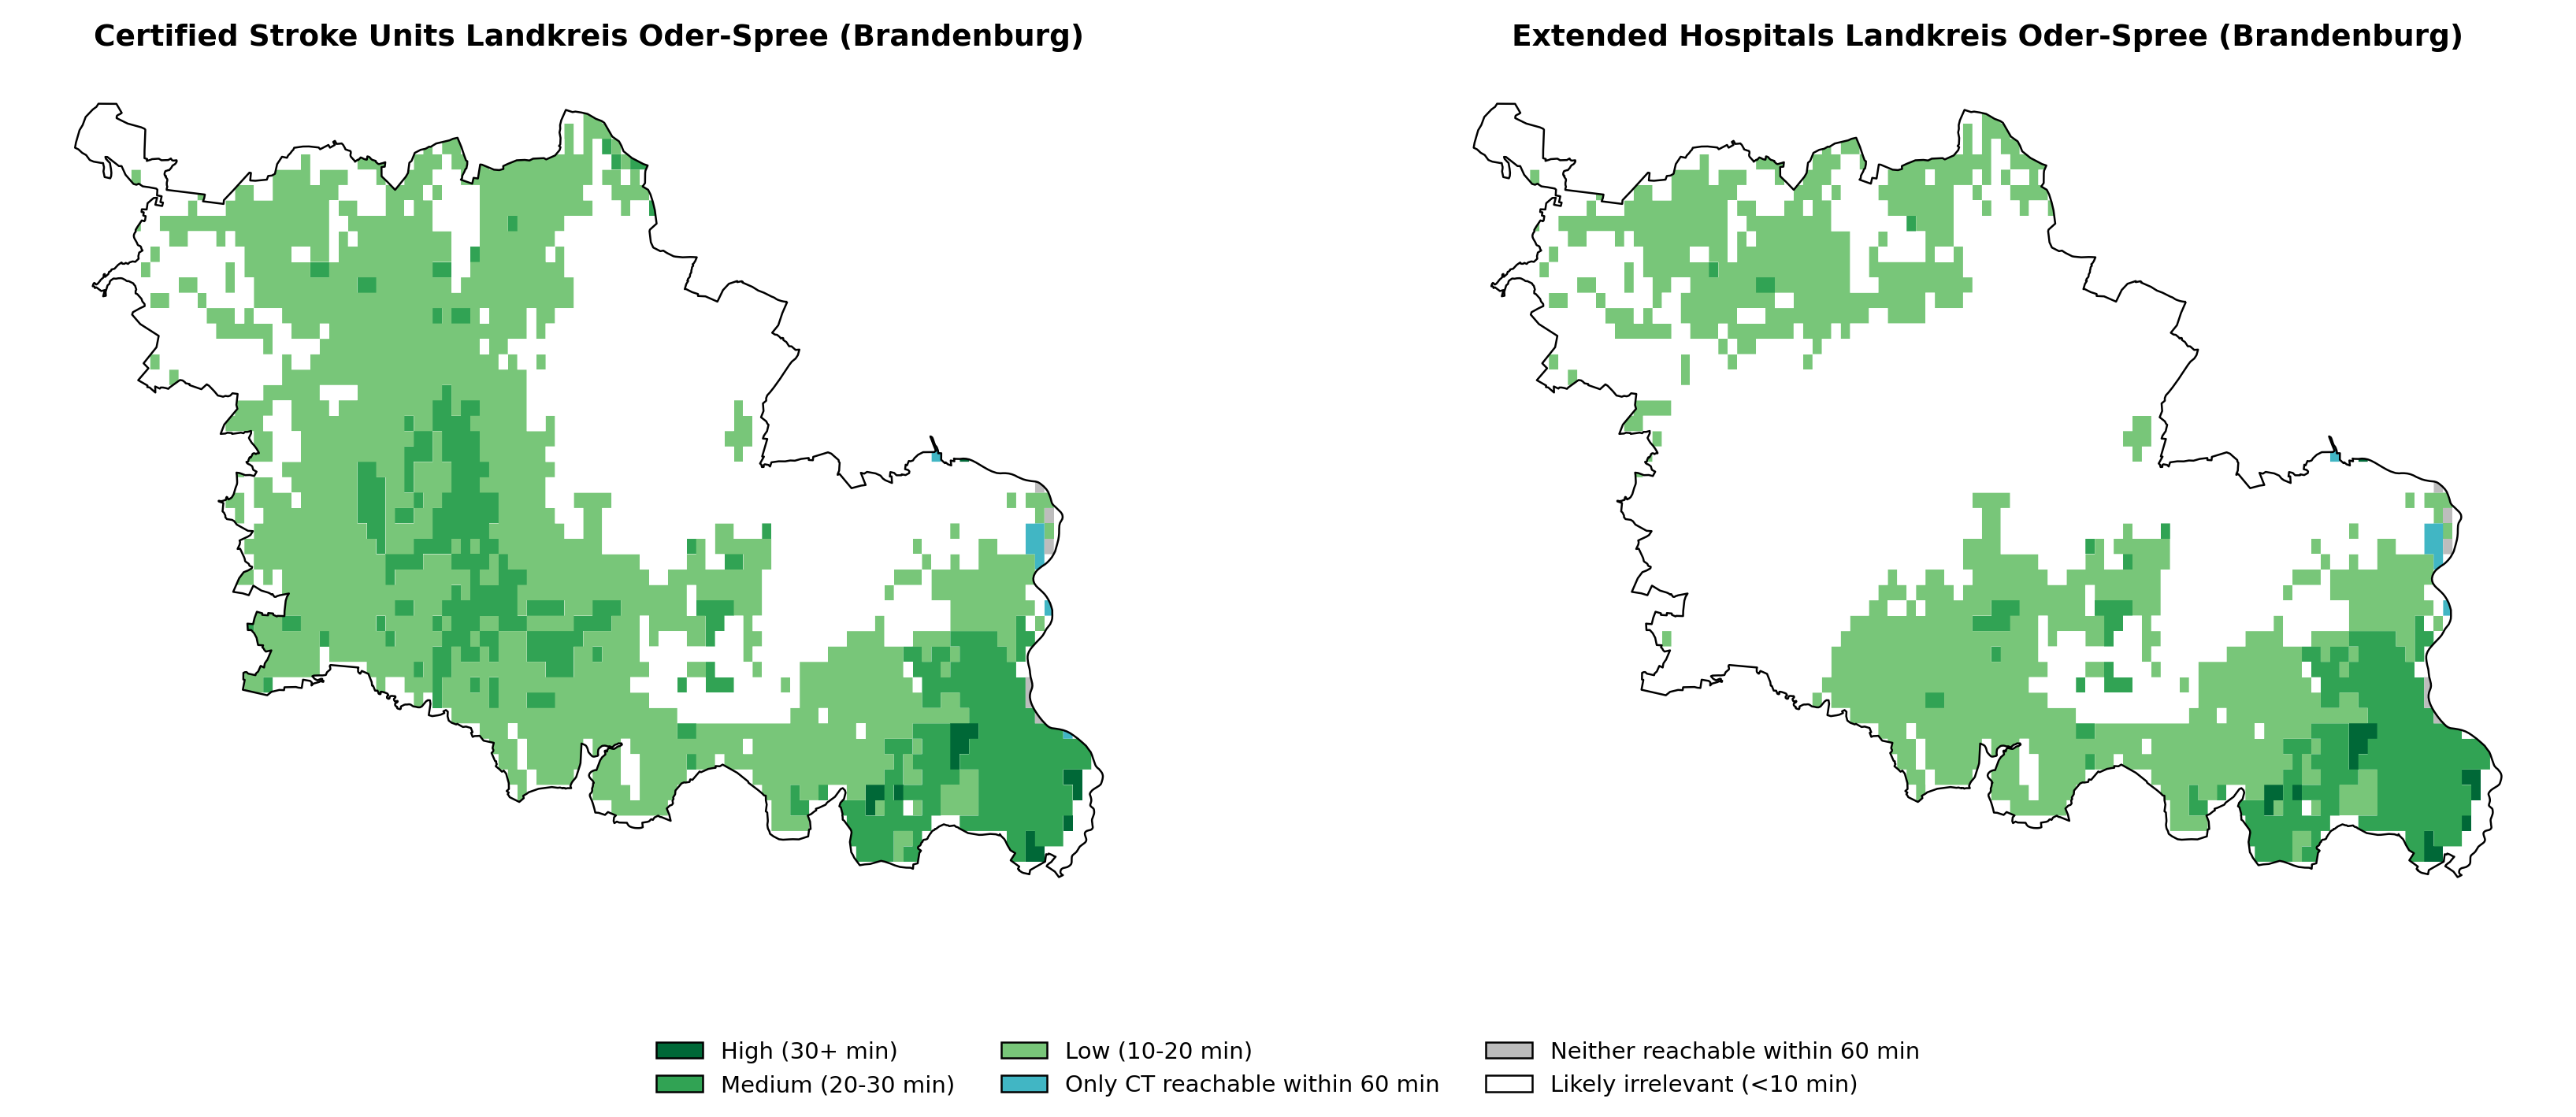 Certified Stroke Units Landkreis Oder-Spree (Brandenburg)
Extended Hospitals Landkreis Oder-Spree (Brandenburg)
High (30+ min)
Medium (20-30 min)
Low (10-20 min)
Only CT reachable within 60 min
Neither reachable within 60 min
Likely irrelevant (<10 min)